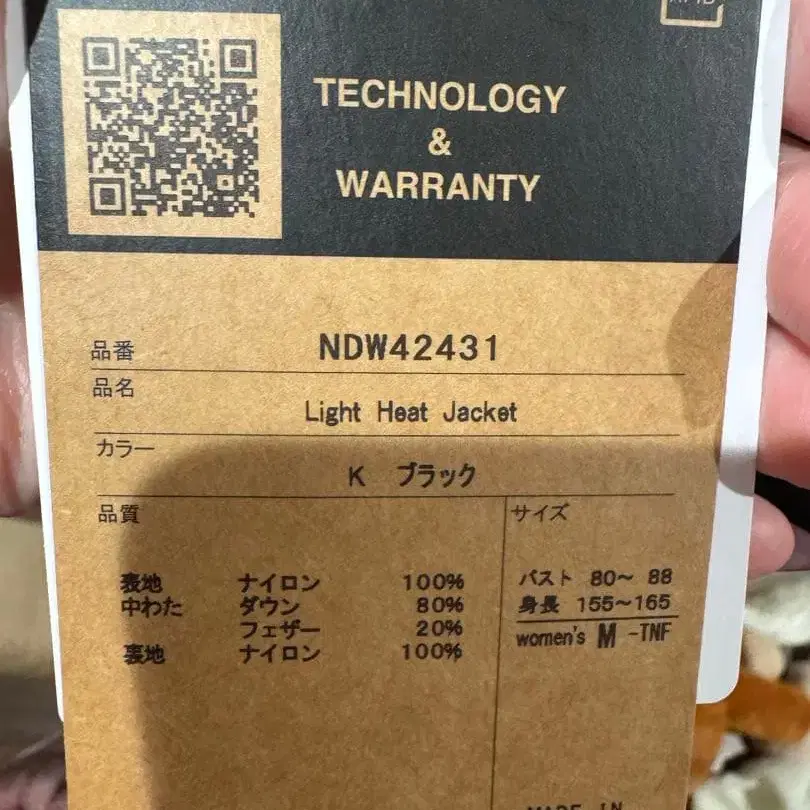 RFID
TECHNOLOGY
&
WARRANTY
品番 NDW42431
品名
Light Heat Jacket
カラー
K ブラック
品質
サイズ
表地 ナイロン 100%
中わた ダウン 80%
フェザー 20%
裏地 ナイロン 100%
バスト 80～ 88
身長 155～165
women's M -TNF
MADE IN